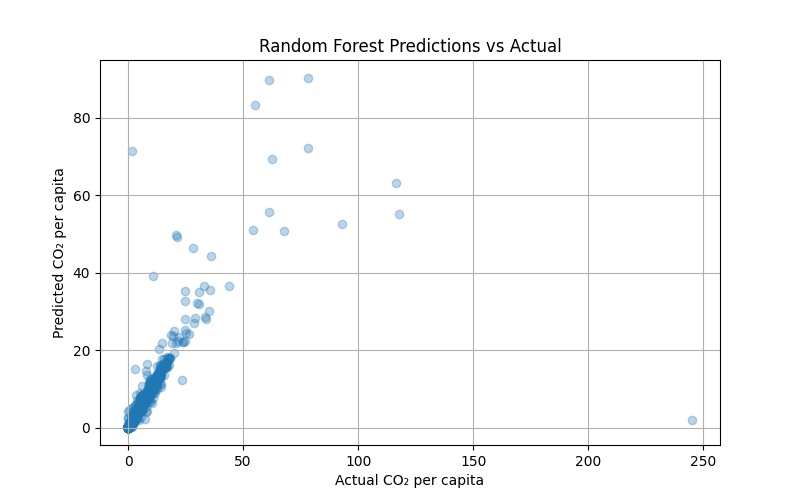 Random Forest Predictions vs Actual
Predicted CO₂ per capita
80
60
40
20
0
0 50 100 150 200 250
Actual CO₂ per capita